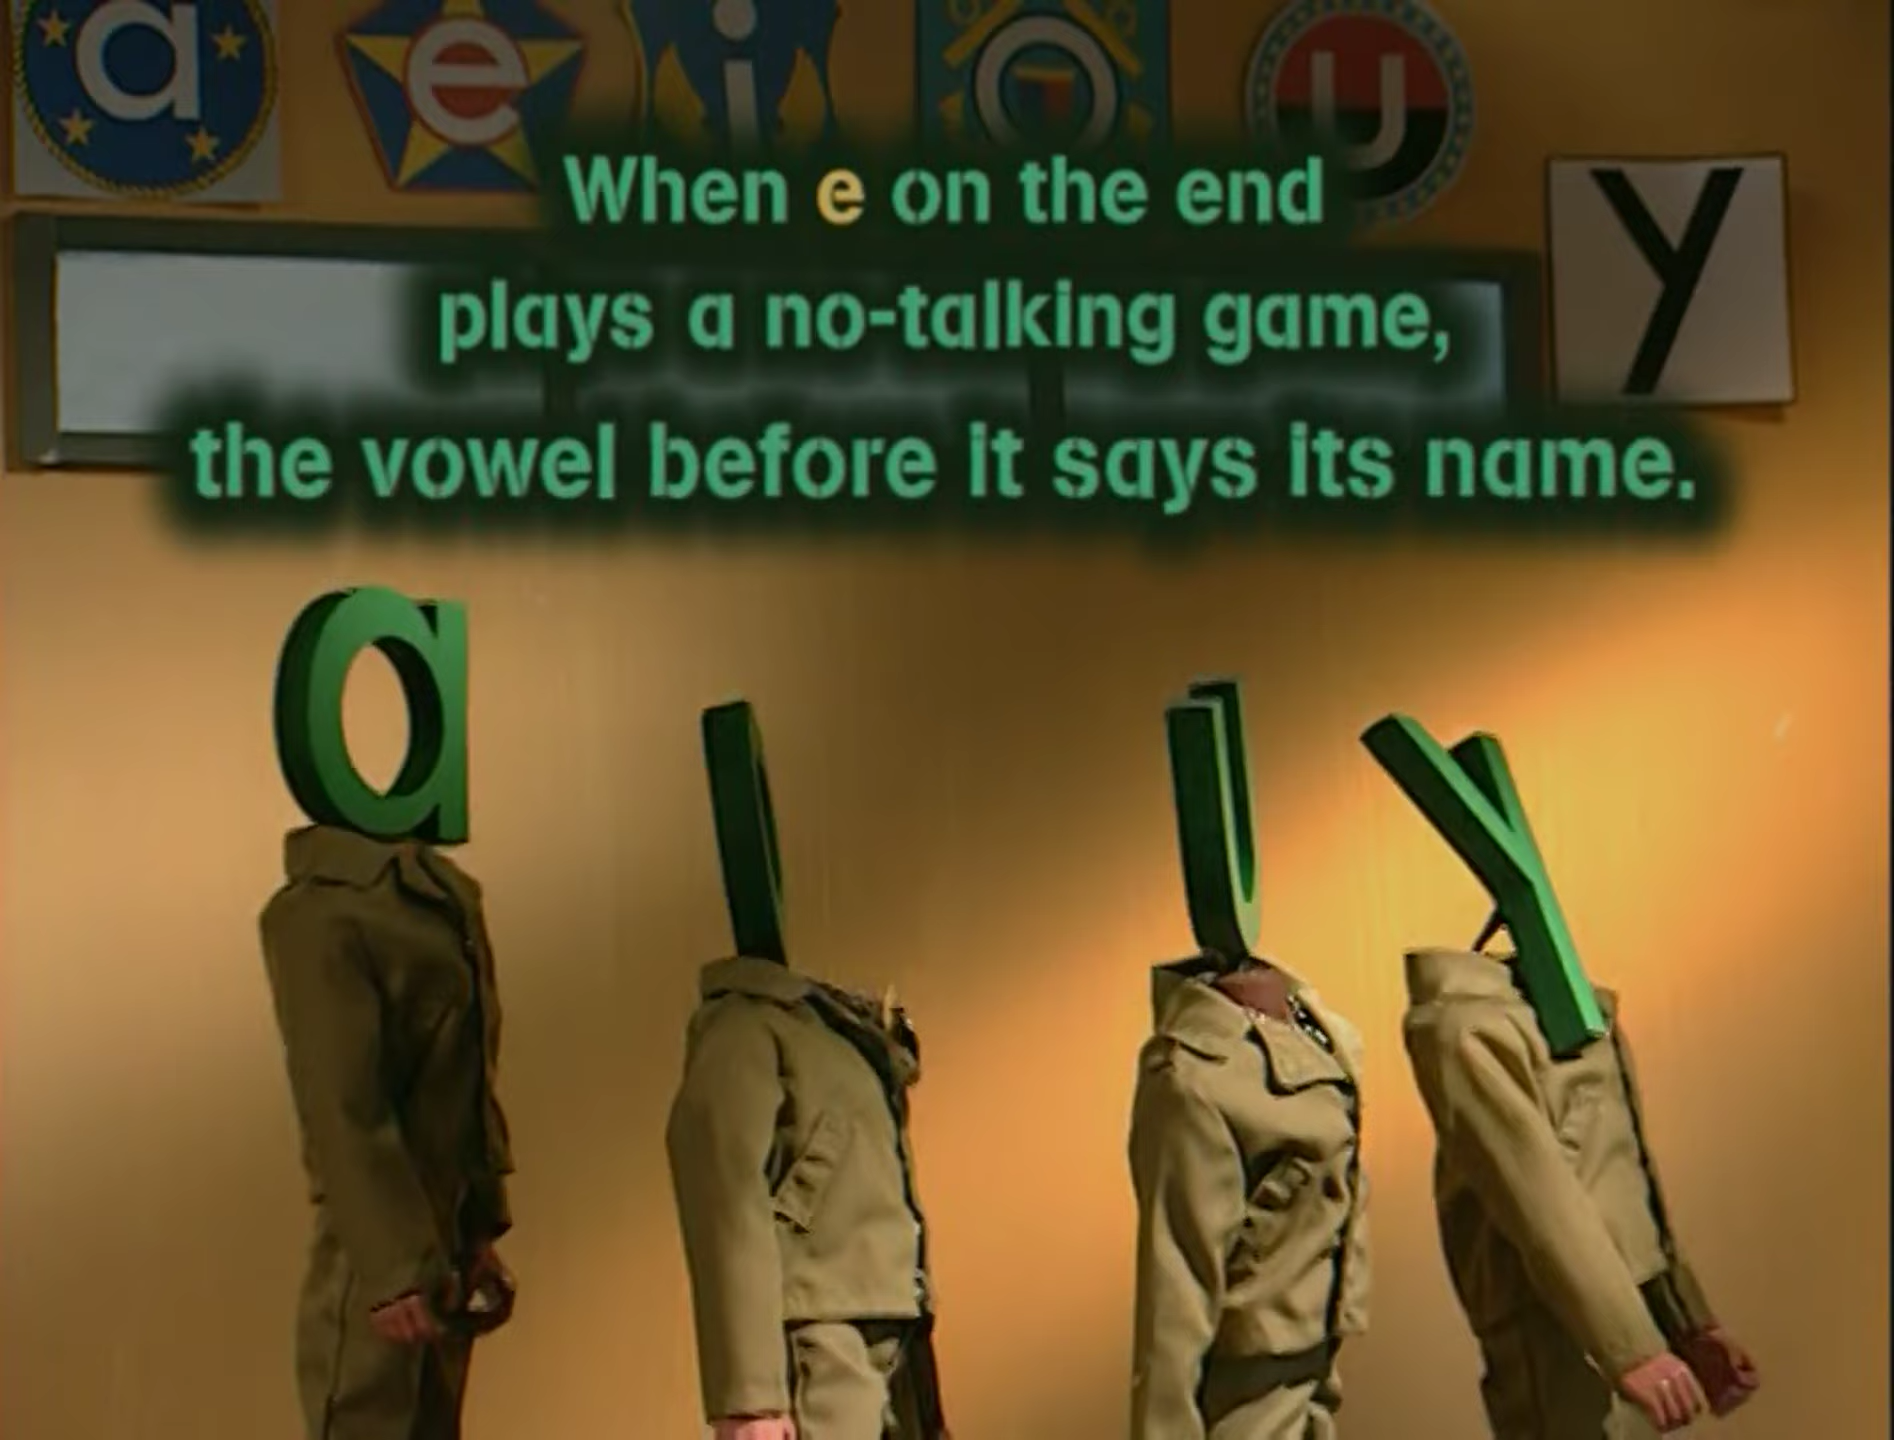 a e i o u
y
When e on the end
plays a no-talking game,
the vowel before it says its name.
a u y